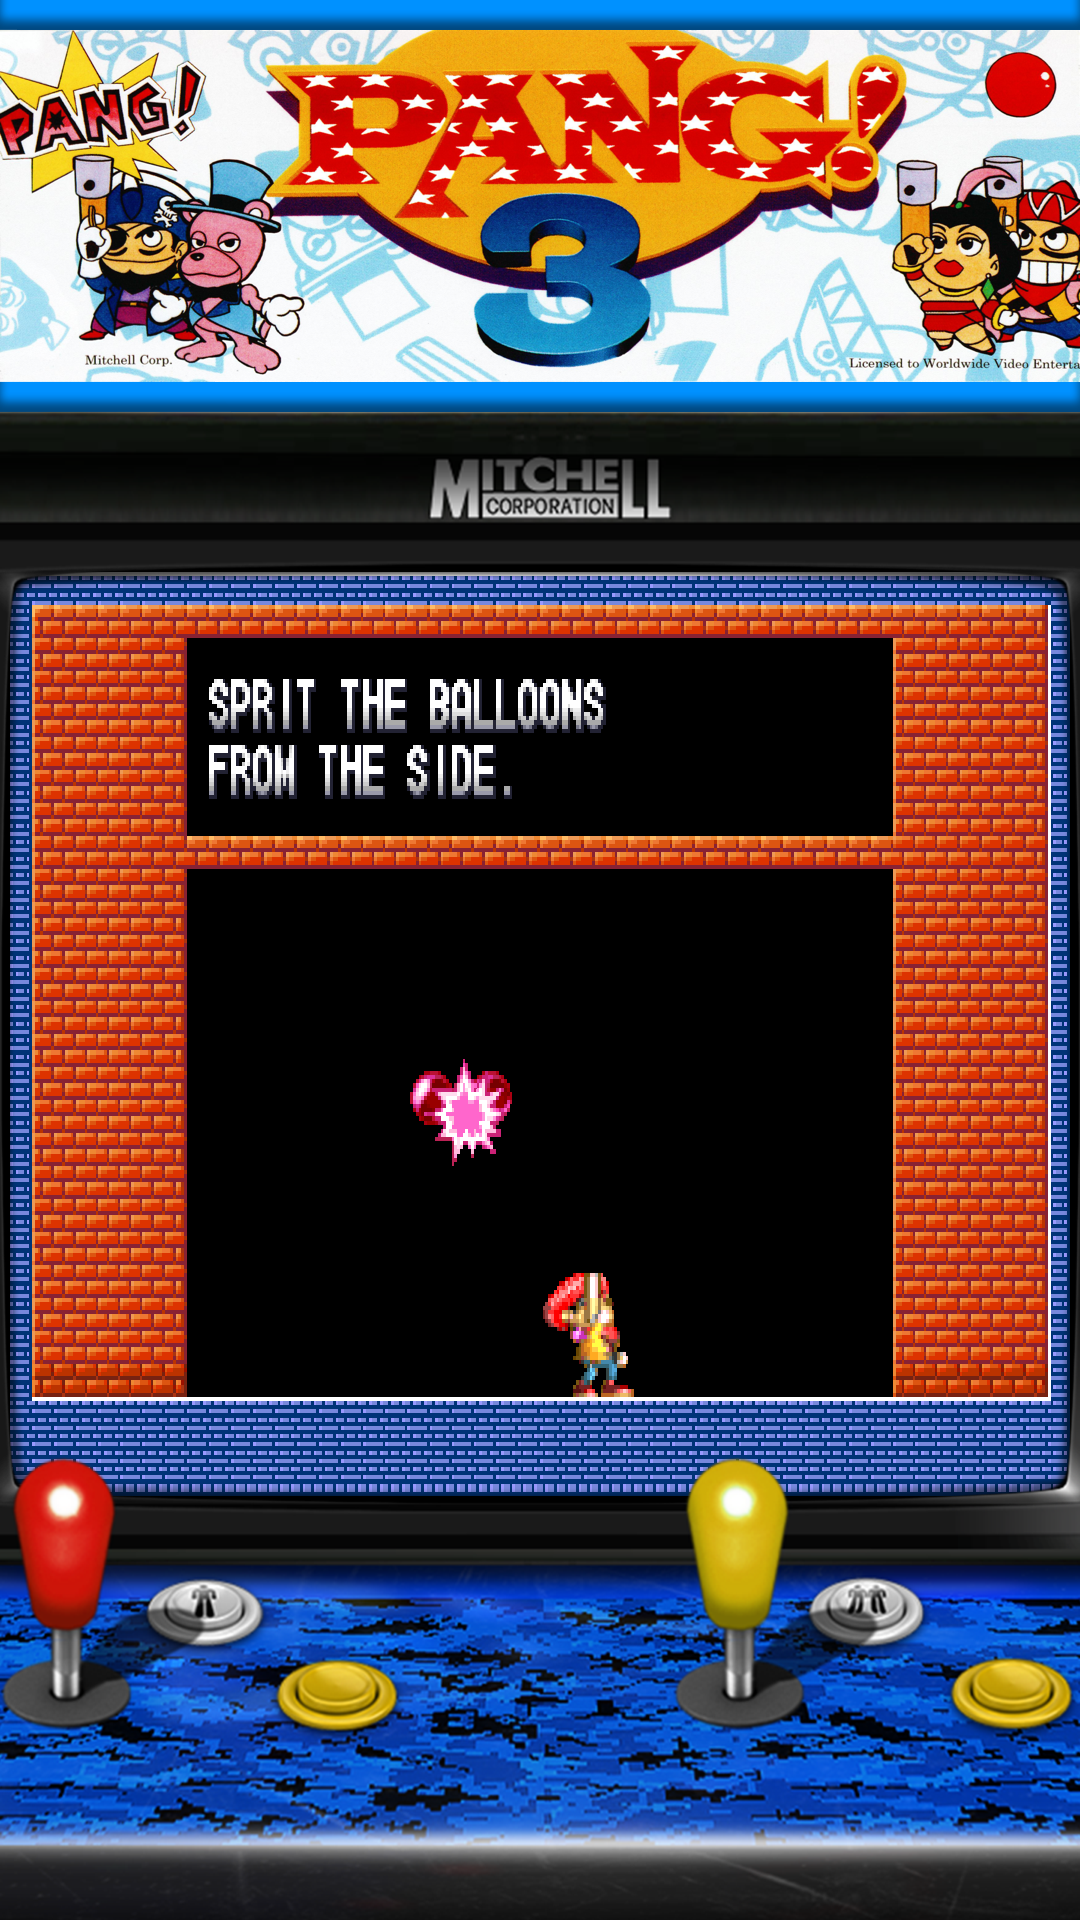 PANG!
PANG!
3
Mitchell Corp.
Licensed to Worldwide Video Enterta
MITCHELL
CORPORATION
SPRIT THE BALLOONS
FROM THE SIDE.